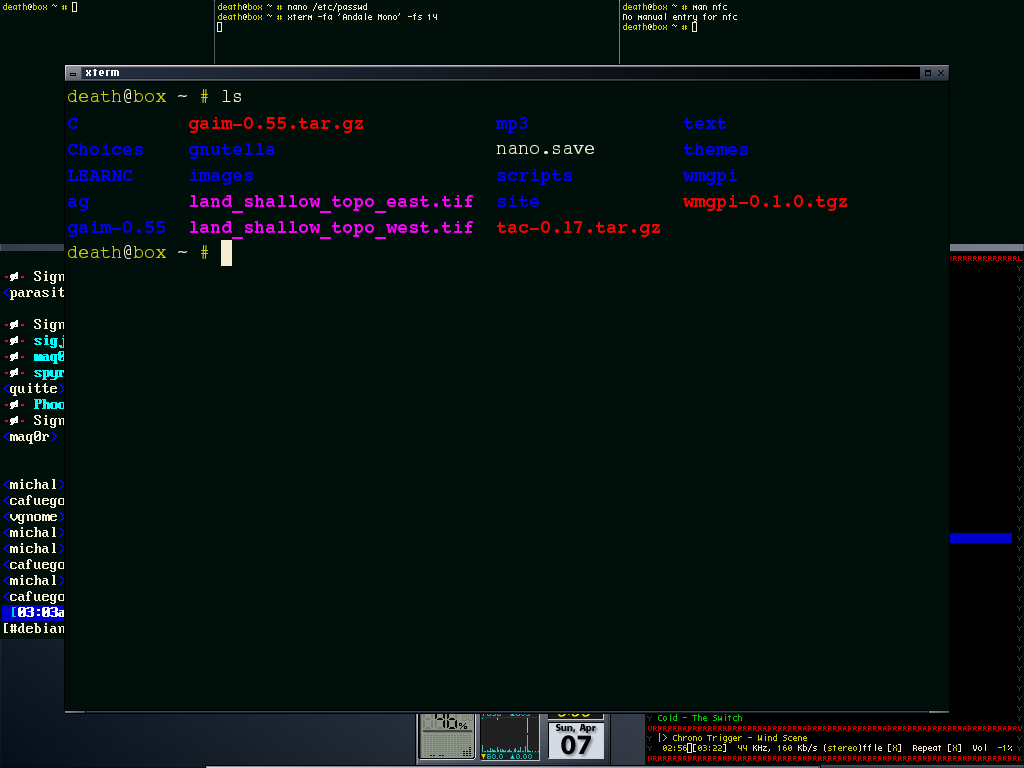 death@box ~ #
death@box ~ # nano /etc/passwd
death@box ~ # xterm -fa 'Andale Mono' -fs 14
death@box ~ # man nfc
No manual entry for nfc
death@box ~ #
xterm
death@box ~ # ls
C gaim-0.55.tar.gz mp3 text
Choices gnutella nano.save themes
LEARNC images scripts wmgpi
ag land_shallow_topo_east.tif site wmgpi-0.1.0.tgz
gaim-0.55 land_shallow_topo_west.tif tac-0.17.tar.gz
death@box ~ #
Sign
<parasit
Sign
sigj
maq0
spyr
<quitte>
Phoo
Sign
<maq0r>
<michal>
<cafuego
<vgnome>
<michal>
<michal>
<cafuego
<michal>
<cafuego
[03:03a
[#debian
Sun, Apr
07
Cold - The Switch
|> Chrono Trigger - Wind Scene
02:56 [03:22] 44 KHz, 160 Kb/s (stereo)ffle [X] Repeat [X] Vol -1%